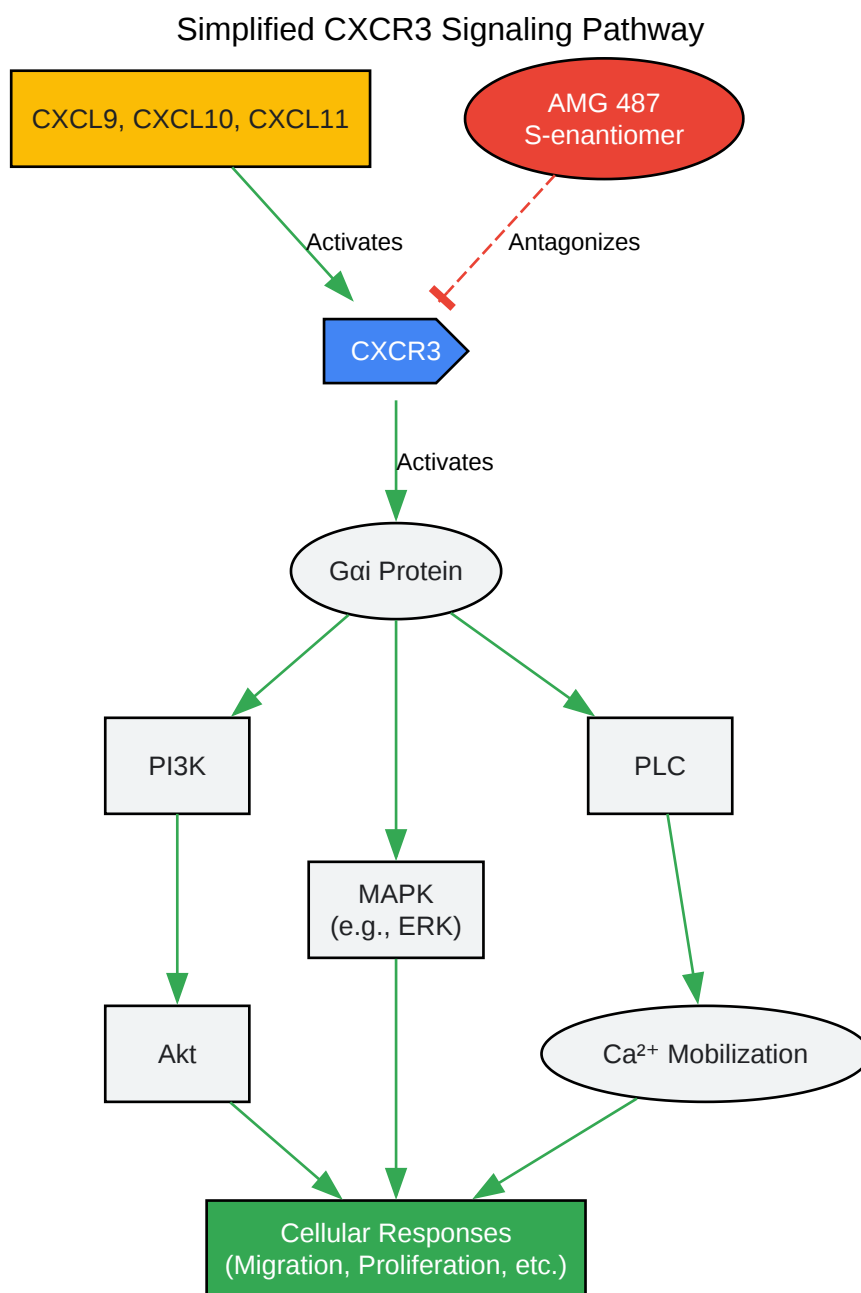 Simplified CXCR3 Signaling Pathway
CXCL9, CXCL10, CXCL11
AMG 487
S-enantiomer
Activates
Antagonizes
CXCR3
Activates
Gαi Protein
PI3K
PLC
MAPK
(e.g., ERK)
Akt
Ca²⁺ Mobilization
Cellular Responses
(Migration, Proliferation, etc.)